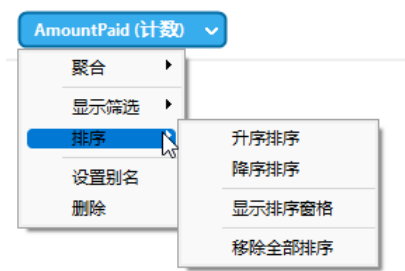 AmountPaid (计数)
聚合
显示筛选
排序
设置别名
删除
升序排序
降序排序
显示排序窗格
移除全部排序